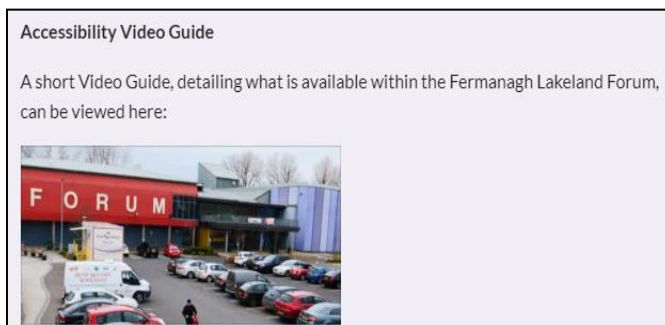 Accessibility Video Guide
A short Video Guide, detailing what is available within the Fermanagh Lakeland Forum,
can be viewed here:
FORUM